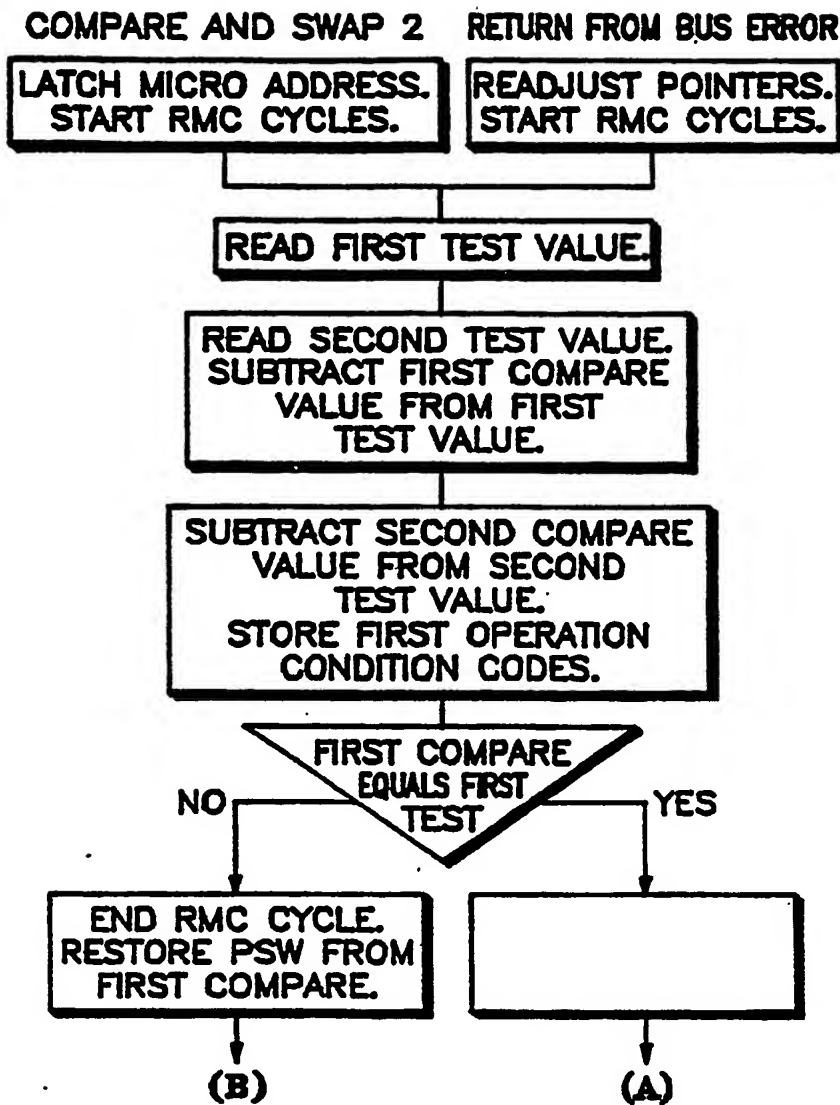 COMPARE AND SWAP 2
RETURN FROM BUS ERROR
LATCH MICRO ADDRESS.
START RMC CYCLES.
READJUST POINTERS.
START RMC CYCLES.
READ FIRST TEST VALUE.
READ SECOND TEST VALUE.
SUBTRACT FIRST COMPARE
VALUE FROM FIRST
TEST VALUE.
SUBTRACT SECOND COMPARE
VALUE FROM SECOND
TEST VALUE.
STORE FIRST OPERATION
CONDITION CODES.
FIRST COMPARE
EQUALS FIRST
TEST
NO
YES
END RMC CYCLE.
RESTORE PSW FROM
FIRST COMPARE.
(B)
(A)